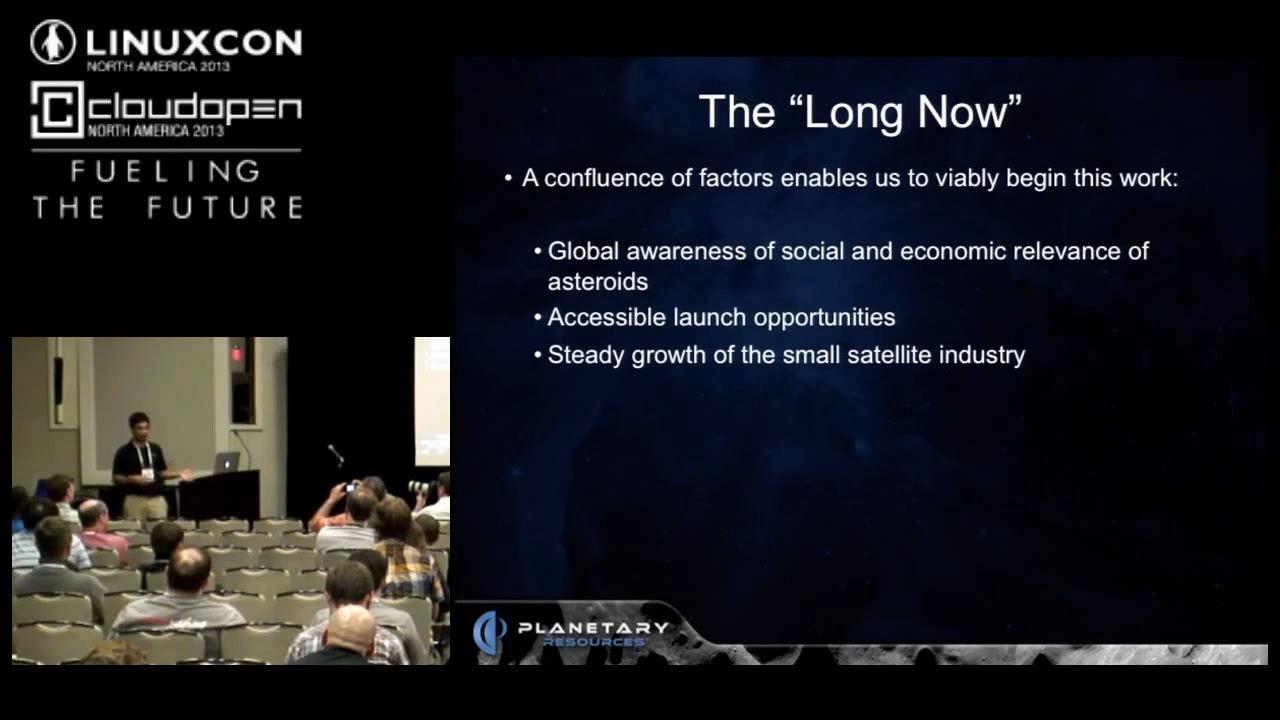 LINUXCON
NORTH AMERICA 2013
cloudopen
NORTH AMERICA 2013
FUELING
THE FUTURE
The “Long Now”
• A confluence of factors enables us to viably begin this work:
• Global awareness of social and economic relevance of
asteroids
• Accessible launch opportunities
• Steady growth of the small satellite industry
PLANETARY
RESOURCES